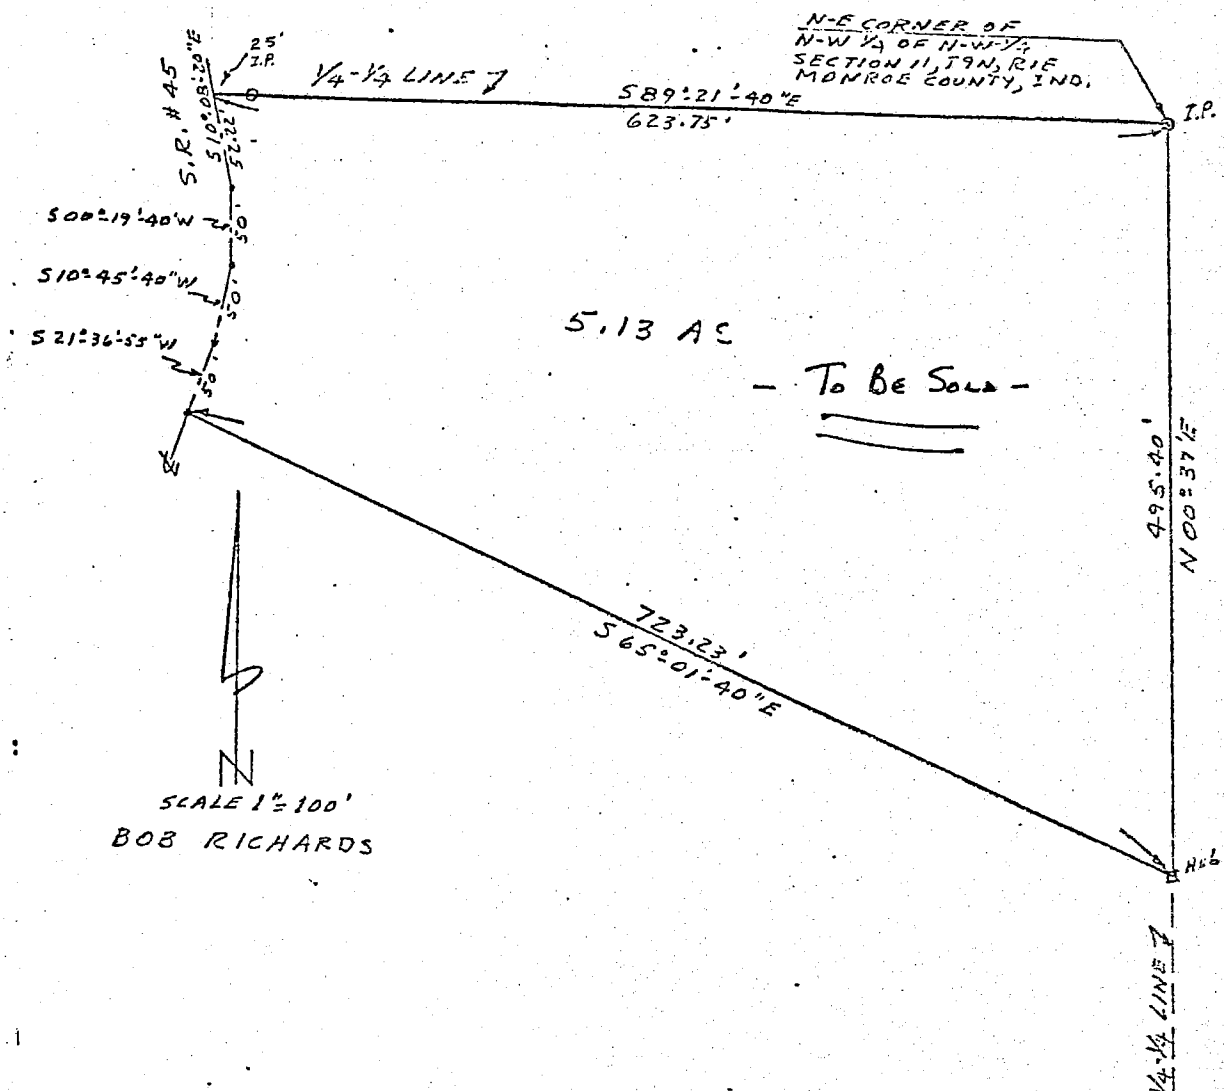 N-E CORNER OF
N-W 1/4 OF N-W-1/4
SECTION 11, T9N, R1E
MONROE COUNTY, IND.
I.P.
25'
I.P.
1/4-1/4 LINE
S89°-21'-40"E
623.75'
S.R. #45
S10°-08'-20"E
52.22'
S00°-19'-40"W
50'
S10°-45'-40"W
50'
S21°-36'-55"W
50'
5.13 AC
- To Be Sold -
495.40'
N00°-37'E
723.23'
S65°-01'-40"E
N
SCALE 1"=100'
BOB RICHARDS
Hub
1/4-1/4 LINE